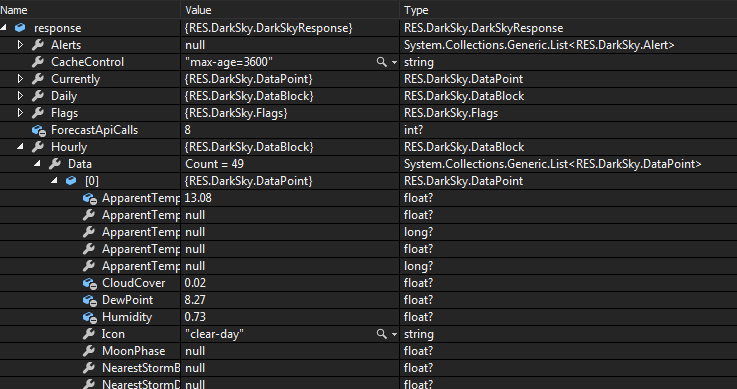 Name Value Type
response {RES.DarkSky.DarkSkyResponse} RES.DarkSky.DarkSkyResponse
Alerts null System.Collections.Generic.List<RES.DarkSky.Alert>
CacheControl "max-age=3600" string
Currently {RES.DarkSky.DataPoint} RES.DarkSky.DataPoint
Daily {RES.DarkSky.DataBlock} RES.DarkSky.DataBlock
Flags {RES.DarkSky.Flags} RES.DarkSky.Flags
ForecastApiCalls 8 int?
Hourly {RES.DarkSky.DataBlock} RES.DarkSky.DataBlock
Data Count = 49 System.Collections.Generic.List<RES.DarkSky.DataPoint>
[0] {RES.DarkSky.DataPoint} RES.DarkSky.DataPoint
ApparentTemp 13.08 float?
ApparentTemp null float?
ApparentTemp null long?
ApparentTemp null float?
ApparentTemp null long?
CloudCover 0.02 float?
DewPoint 8.27 float?
Humidity 0.73 float?
Icon "clear-day" string
MoonPhase null float?
NearestStormB null float?
NearestStormD null float?